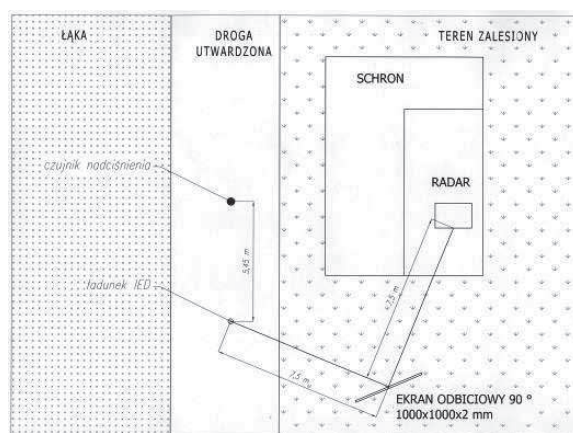 ŁĄKA
DROGA
UTWARDZONA
TEREN ZALESIONY
SCHRON
czujnik nadciśnienia
RADAR
5,45 m
~7,5 m
ładunek IED
7,5 m
EKRAN ODBICIOWY 90 °
1000x1000x2 mm